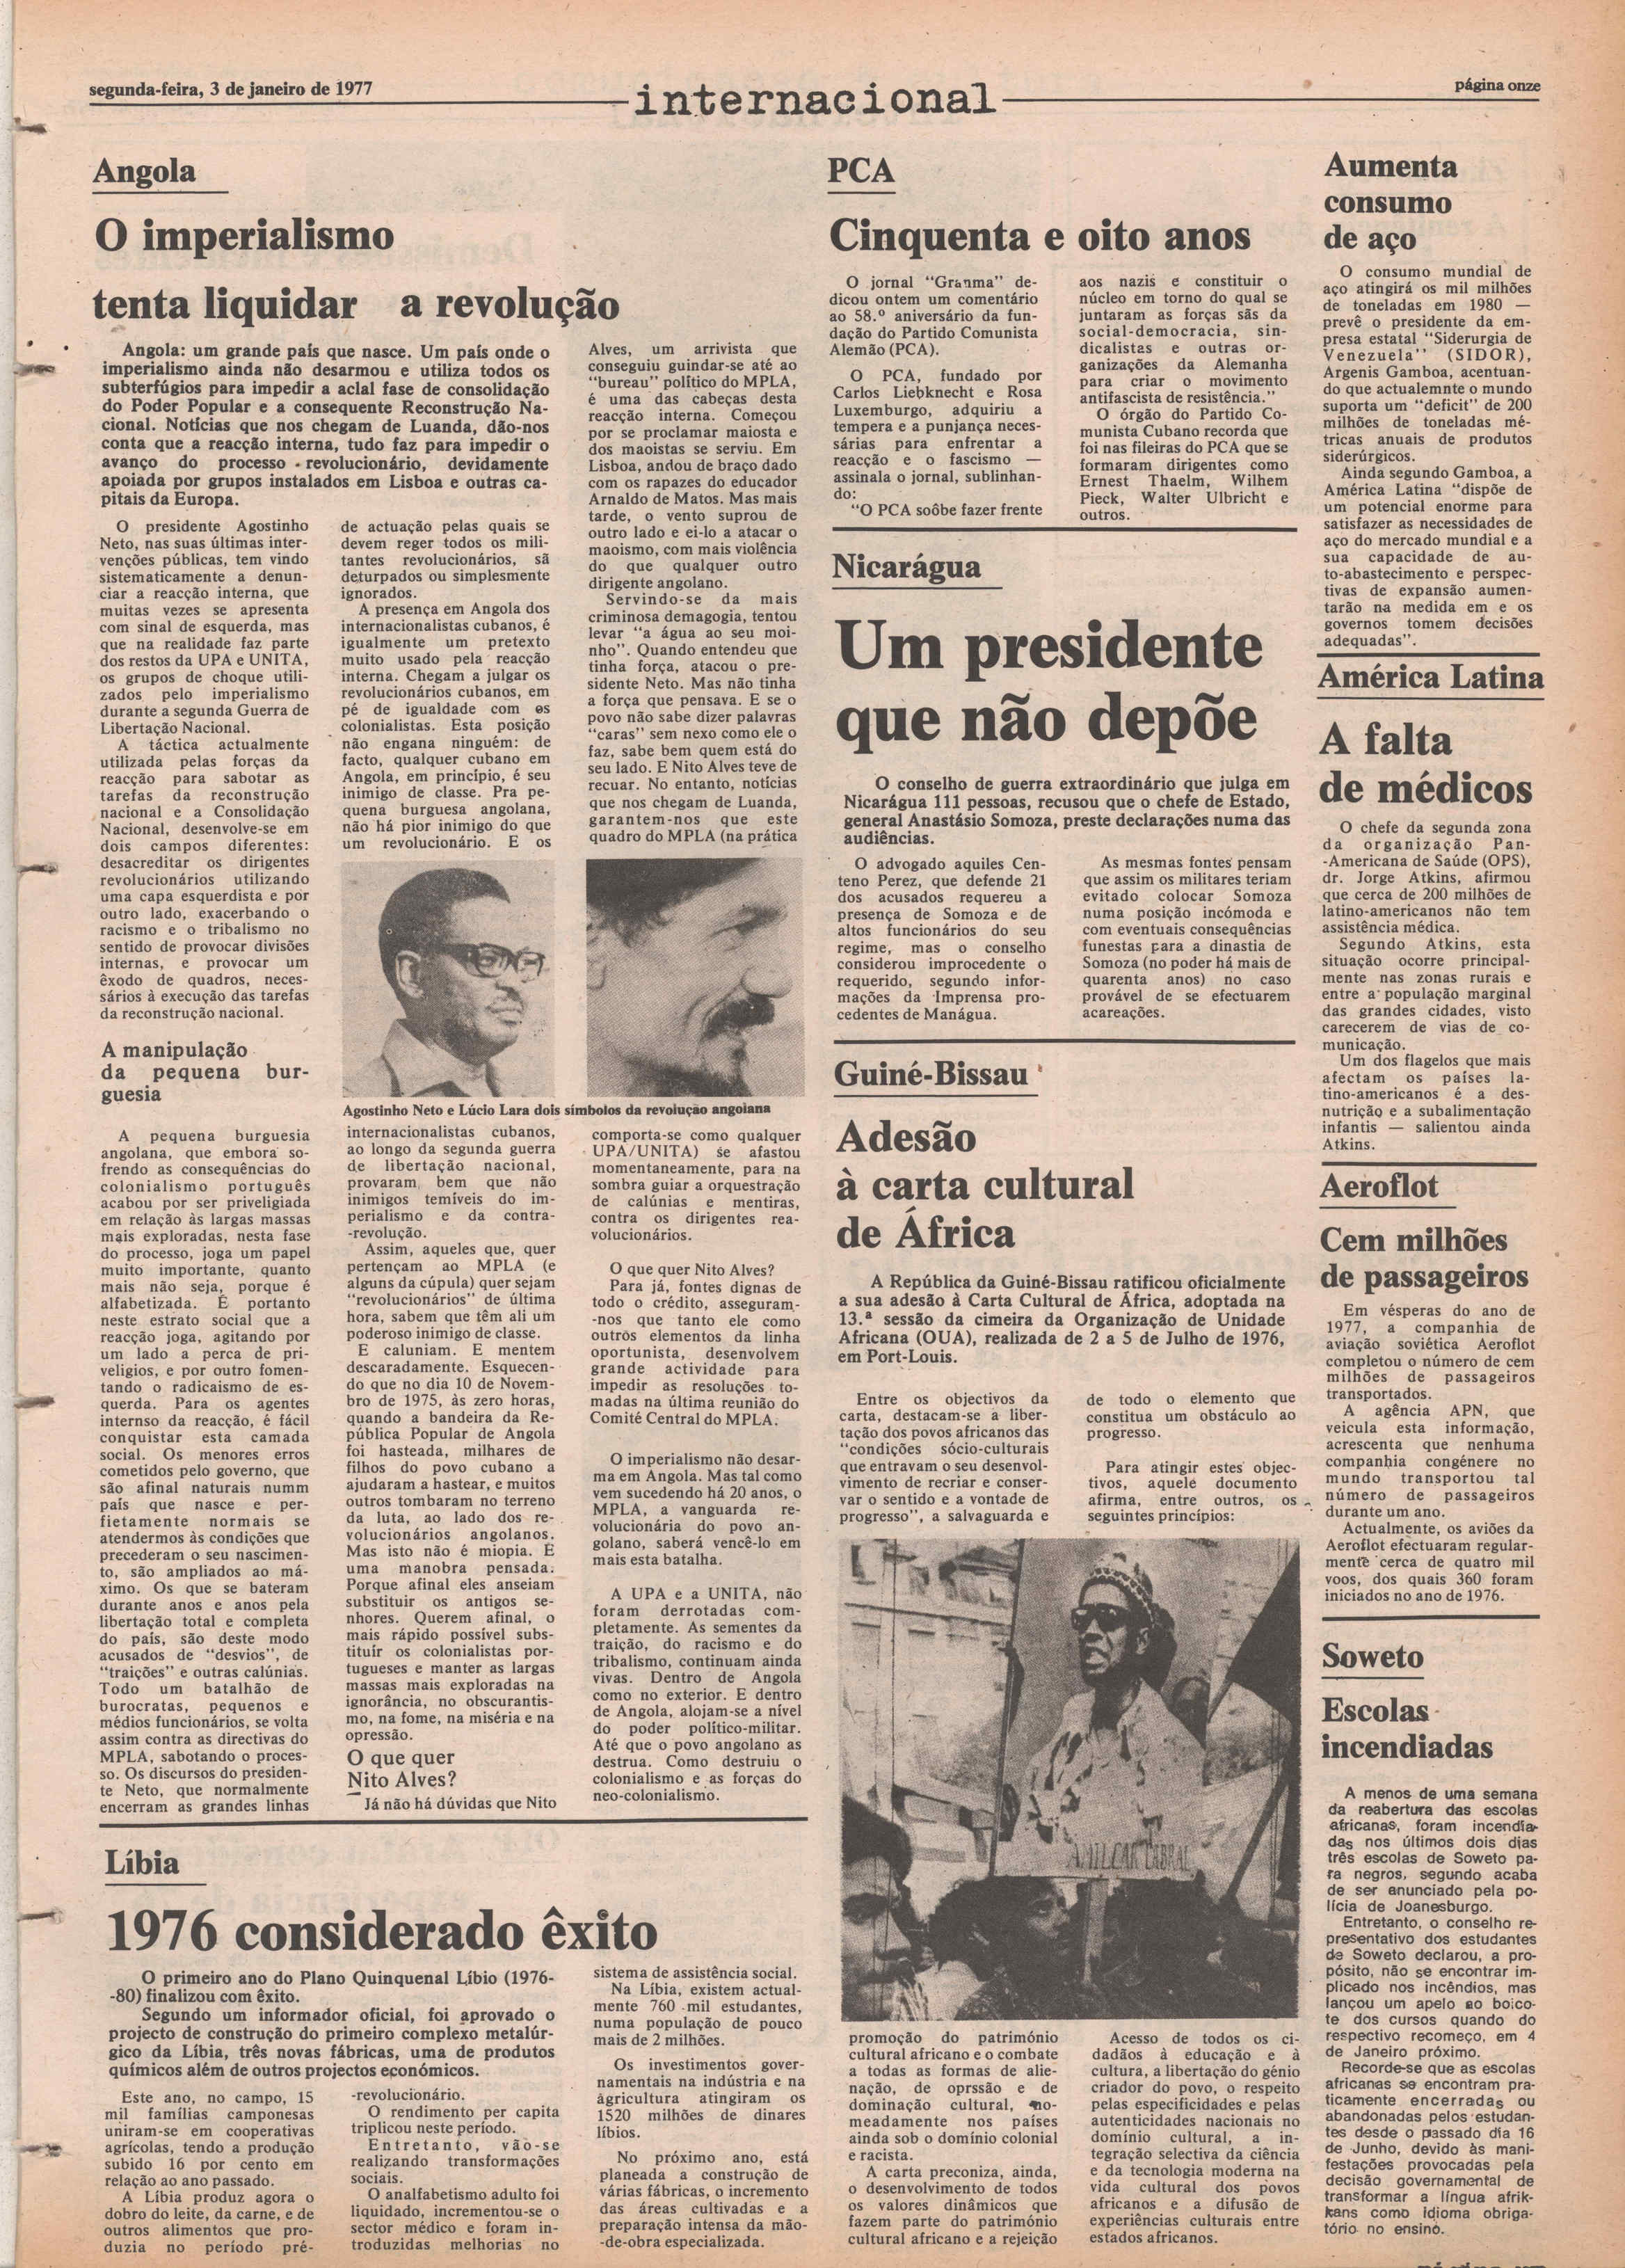 segunda-feira, 3 de janeiro de 1977
internacional
página onze
Angola
O imperialismo
tenta liquidar a revolução
Angola: um grande país que nasce. Um país onde o
imperialismo ainda não desarmou e utiliza todos os
subterfúgios para impedir a aclal fase de consolidação
do Poder Popular e a consequente Reconstrução Na-
cional. Notícias que nos chegam de Luanda, dão-nos
conta que a reacção interna, tudo faz para impedir o
avanço do processo - revolucionário, devidamente
apoiada por grupos instalados em Lisboa e outras ca-
pitais da Europa.
O presidente Agostinho
Neto, nas suas últimas inter-
venções públicas, tem vindo
sistematicamente a denun-
ciar a reacção interna, que
muitas vezes se apresenta
com sinal de esquerda, mas
que na realidade faz parte
dos restos da UPA e UNITA,
os grupos de choque utili-
zados pelo imperialismo
durante a segunda Guerra de
Libertação Nacional.
A táctica actualmente
utilizada pelas forças da
reacção para sabotar as
tarefas da reconstrução
nacional e a Consolidação
Nacional, desenvolve-se em
dois campos diferentes:
desacreditar os dirigentes
revolucionários utilizando
uma capa esquerdista e por
outro lado, exacerbando o
racismo e o tribalismo no
sentido de provocar divisões
internas, e provocar um
êxodo de quadros, neces-
sários à execução das tarefas
da reconstrução nacional.
A manipulação
da pequena bur-
guesia
A pequena burguesia
angolana, que embora so-
frendo as consequências do
colonialismo português
acabou por ser priveligiada
em relação às largas massas
mais exploradas, nesta fase
do processo, joga um papel
muito importante, quanto
mais não seja, porque é
alfabetizada. É portanto
neste estrato social que a
reacção joga, agitando por
um lado a perca de pri-
veligios, e por outro fomen-
tando o radicaismo de es-
querda. Para os agentes
internso da reacção, é fácil
conquistar esta camada
social. Os menores erros
cometidos pelo governo, que
são afinal naturais numm
país que nasce e per-
fietamente normais se
atendermos às condições que
precederam o seu nascimen-
to, são ampliados ao má-
ximo. Os que se bateram
durante anos e anos pela
libertação total e completa
do país, são deste modo
acusados de "desvios", de
"traições" e outras calúnias.
Todo um batalhão de
burocratas, pequenos e
médios funcionários, se volta
assim contra as directivas do
MPLA, sabotando o proces-
so. Os discursos do presiden-
te Neto, que normalmente
encerram as grandes linhas
de actuação pelas quais se
devem reger todos os mili-
tantes revolucionários, sã
deturpados ou simplesmente
ignorados.
A presença em Angola dos
internacionalistas cubanos, é
igualmente um pretexto
muito usado pela reacção
interna. Chegam a julgar os
revolucionários cubanos, em
pé de igualdade com os
colonialistas. Esta posição
não engana ninguém: de
facto, qualquer cubano em
Angola, em princípio, é seu
inimigo de classe. Pra pe-
quena burguesa angolana,
não há pior inimigo do que
um revolucionário. E os
Agostinho Neto e Lúcio Lara dois símbolos da revolução angolana
internacionalistas cubanos,
ao longo da segunda guerra
de libertação nacional,
provaram bem que não
inimigos temíveis do im-
perialismo e da contra-
-revolução.
Assim, aqueles que, quer
pertençam ao MPLA (e
alguns da cúpula) quer sejam
"revolucionários" de última
hora, sabem que têm ali um
poderoso inimigo de classe.
E caluniam. E mentem
descaradamente. Esquecen-
do que no dia 10 de Novem-
bro de 1975, às zero horas,
quando a bandeira da Re-
pública Popular de Angola
foi hasteada, milhares de
filhos do povo cubano a
ajudaram a hastear, e muitos
outros tombaram no terreno
da luta, ao lado dos re-
volucionários angolanos.
Mas isto não é miopia. É
uma manobra pensada.
Porque afinal eles anseiam
substituir os antigos se-
nhores. Querem afinal, o
mais rápido possível subs-
tituir os colonialistas por-
tugueses e manter as largas
massas mais exploradas na
ignorância, no obscurantis-
mo, na fome, na miséria e na
opressão.
O que quer
Nito Alves?
Já não há dúvidas que Nito
Alves, um arrivista que
conseguiu guindar-se até ao
"bureau" político do MPLA,
é uma das cabeças desta
reacção interna. Começou
por se proclamar maiosta e
dos maoistas se serviu. Em
Lisboa, andou de braço dado
com os rapazes do educador
Arnaldo de Matos. Mas mais
tarde, o vento suprou de
outro lado e ei-lo a atacar o
maoismo, com mais violência
do que qualquer outro
dirigente angolano.
Servindo-se da mais
criminosa demagogia, tentou
levar "a água ao seu moi-
nho". Quando entendeu que
tinha força, atacou o pre-
sidente Neto. Mas não tinha
a força que pensava. E se o
povo não sabe dizer palavras
"caras" sem nexo como ele o
faz, sabe bem quem está do
seu lado. E Nito Alves teve de
recuar. No entanto, notícias
que nos chegam de Luanda,
garantem-nos que este
quadro do MPLA (na prática
comporta-se como qualquer
UPA/UNITA) se afastou
momentaneamente, para na
sombra guiar a orquestração
de calúnias e mentiras,
contra os dirigentes rea-
volucionários.
O que quer Nito Alves?
Para já, fontes dignas de
todo o crédito, asseguram-
-nos que tanto ele como
outros elementos da linha
oportunista, desenvolvem
grande actividade para
impedir as resoluções to-
madas na última reunião do
Comité Central do MPLA.
O imperialismo não desar-
ma em Angola. Mas tal como
vem sucedendo há 20 anos, o
MPLA, a vanguarda re-
volucionária do povo an-
golano, saberá vencê-lo em
mais esta batalha.
A UPA e a UNITA, não
foram derrotadas com-
pletamente. As sementes da
traição, do racismo e do
tribalismo, continuam ainda
vivas. Dentro de Angola
como no exterior. E dentro
de Angola, alojam-se a nível
do poder político-militar.
Até que o povo angolano as
destrua. Como destruiu o
colonialismo e as forças do
neo-colonialismo.
Líbia
1976 considerado êxito
O primeiro ano do Plano Quinquenal Líbio (1976-
-80) finalizou com êxito.
Segundo um informador oficial, foi aprovado o
projecto de construção do primeiro complexo metalúr-
gico da Líbia, três novas fábricas, uma de produtos
químicos além de outros projectos económicos.
Este ano, no campo, 15
mil famílias camponesas
uniram-se em cooperativas
agrícolas, tendo a produção
subido 16 por cento em
relação ao ano passado.
A Líbia produz agora o
dobro do leite, da carne, e de
outros alimentos que pro-
duzia no período pré-
-revolucionário.
O rendimento per capita
triplicou neste período.
Entretanto, vão-se
realizando transformações
sociais.
O analfabetismo adulto foi
liquidado, incrementou-se o
sector médico e foram in-
troduzidas melhorias no
sistema de assistência social.
Na Líbia, existem actual-
mente 760 mil estudantes,
numa população de pouco
mais de 2 milhões.
Os investimentos gover-
namentais na indústria e na
agricultura atingiram os
1520 milhões de dinares
líbios.
No próximo ano, está
planeada a construção de
várias fábricas, o incremento
das áreas cultivadas e a
preparação intensa da mão-
-de-obra especializada.
PCA
Cinquenta e oito anos
O jornal "Granma" de-
dicou ontem um comentário
ao 58.º aniversário da fun-
dação do Partido Comunista
Alemão (PCA).
O PCA, fundado por
Carlos Liebknecht e Rosa
Luxemburgo, adquiriu a
tempera e a punjança neces-
sárias para enfrentar a
reacção e o fascismo —
assinala o jornal, sublinhan-
do:
"O PCA soôbe fazer frente
aos nazis e constituir o
núcleo em torno do qual se
juntaram as forças sãs da
social-democracia, sin-
dicalistas e outras or-
ganizações da Alemanha
para criar o movimento
antifascista de resistência."
O órgão do Partido Co-
munista Cubano recorda que
foi nas fileiras do PCA que se
formaram dirigentes como
Ernest Thaelm, Wilhem
Pieck, Walter Ulbricht e
outros.
Nicarágua
Um presidente
que não depõe
O conselho de guerra extraordinário que julga em
Nicarágua 111 pessoas, recusou que o chefe de Estado,
general Anastásio Somoza, preste declarações numa das
audiências.
O advogado aquiles Cen-
teno Perez, que defende 21
dos acusados requereu a
presença de Somoza e de
altos funcionários do seu
regime, mas o conselho
considerou improcedente o
requerido, segundo infor-
mações da Imprensa pro-
cedentes de Manágua.
As mesmas fontes pensam
que assim os militares teriam
evitado colocar Somoza
numa posição incómoda e
com eventuais consequências
funestas para a dinastia de
Somoza (no poder há mais de
quarenta anos) no caso
provável de se efectuarem
acareações.
Guiné-Bissau
Adesão
à carta cultural
de África
A República da Guiné-Bissau ratificou oficialmente
a sua adesão à Carta Cultural de África, adoptada na
13.ª sessão da cimeira da Organização de Unidade
Africana (OUA), realizada de 2 a 5 de Julho de 1976,
em Port-Louis.
Entre os objectivos da
carta, destacam-se a liber-
tação dos povos africanos das
"condições sócio-culturais
que entravam o seu desenvol-
vimento de recriar e conser-
var o sentido e a vontade de
progresso", a salvaguarda e
de todo o elemento que
constitua um obstáculo ao
progresso.
Para atingir estes objec-
tivos, aquele documento
afirma, entre outros, os
seguintes princípios:
AMILCAR CABRAL
promoção do património
cultural africano e o combate
a todas as formas de alie-
nação, de oprssão e de
dominação cultural, no-
meadamente nos países
ainda sob o domínio colonial
e racista.
A carta preconiza, ainda,
o desenvolvimento de todos
os valores dinâmicos que
fazem parte do património
cultural africano e a rejeição
Acesso de todos os ci-
dadãos à educação e à
cultura, a libertação do génio
criador do povo, o respeito
pelas especificidades e pelas
autenticidades nacionais no
domínio cultural, a in-
tegração selectiva da ciência
e da tecnologia moderna na
vida cultural dos povos
africanos e a difusão de
experiências culturais entre
estados africanos.
Aumenta
consumo
de aço
O consumo mundial de
aço atingirá os mil milhões
de toneladas em 1980 —
prevê o presidente da em-
presa estatal "Siderurgia de
Venezuela" (SIDOR),
Argenis Gamboa, acentuan-
do que actualemnte o mundo
suporta um "deficit" de 200
milhões de toneladas mé-
tricas anuais de produtos
siderúrgicos.
Ainda segundo Gamboa, a
América Latina "dispõe de
um potencial enorme para
satisfazer as necessidades de
aço do mercado mundial e a
sua capacidade de au-
to-abastecimento e perspec-
tivas de expansão aumen-
tarão na medida em e os
governos tomem decisões
adequadas".
América Latina
A falta
de médicos
O chefe da segunda zona
da organização Pan-
-Americana de Saúde (OPS),
dr. Jorge Atkins, afirmou
que cerca de 200 milhões de
latino-americanos não tem
assistência médica.
Segundo Atkins, esta
situação ocorre principal-
mente nas zonas rurais e
entre a população marginal
das grandes cidades, visto
carecerem de vias de co-
municação.
Um dos flagelos que mais
afectam os países la-
tino-americanos é a des-
nutrição e a subalimentação
infantis — salientou ainda
Atkins.
Aeroflot
Cem milhões
de passageiros
Em vésperas do ano de
1977, a companhia de
aviação soviética Aeroflot
completou o número de cem
milhões de passageiros
transportados.
A agência APN, que
veicula esta informação,
acrescenta que nenhuma
companhia congénere no
mundo transportou tal
número de passageiros
durante um ano.
Actualmente, os aviões da
Aeroflot efectuaram regular-
mente cerca de quatro mil
voos, dos quais 360 foram
iniciados no ano de 1976.
Soweto
Escolas
incendiadas
A menos de uma semana
da reabertura das escolas
africanas, foram incendia-
das nos últimos dois dias
três escolas de Soweto pa-
ra negros, segundo acaba
de ser anunciado pela po-
lícia de Joanesburgo.
Entretanto, o conselho re-
presentativo dos estudantes
de Soweto declarou, a pro-
pósito, não se encontrar im-
plicado nos incêndios, mas
lançou um apelo ao boico-
te dos cursos quando do
respectivo recomeço, em 4
de Janeiro próximo.
Recorde-se que as escolas
africanas se encontram pra-
ticamente encerradas ou
abandonadas pelos estudan-
tes desde o passado dia 16
de Junho, devido às mani-
festações provocadas pela
decisão governamental de
transformar a língua afrik-
kans como idioma obriga-
tório no ensino.